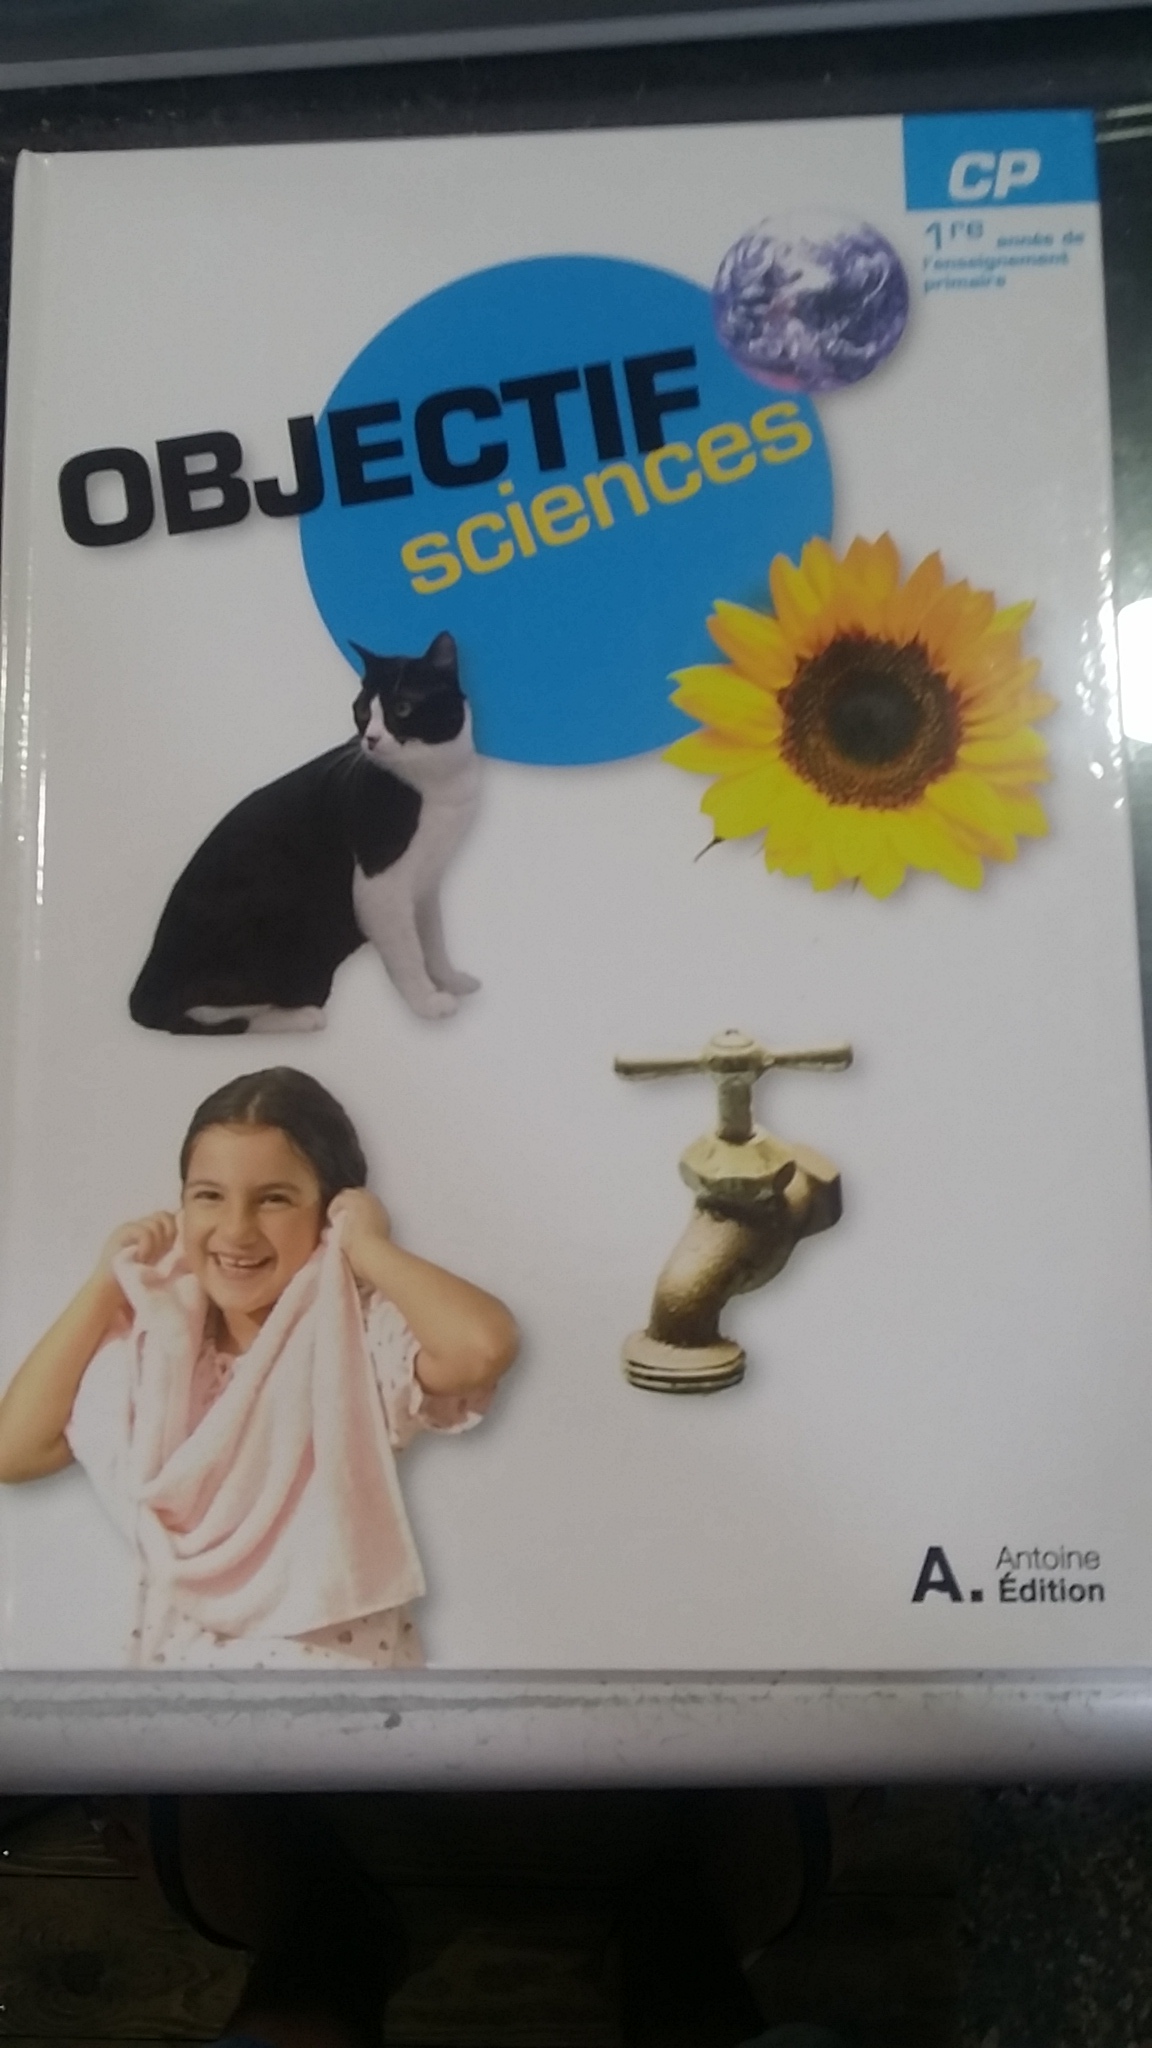 CP
1re année de
l'enseignement
primaire
OBJECTIF
sciences
A. Antoine
Édition